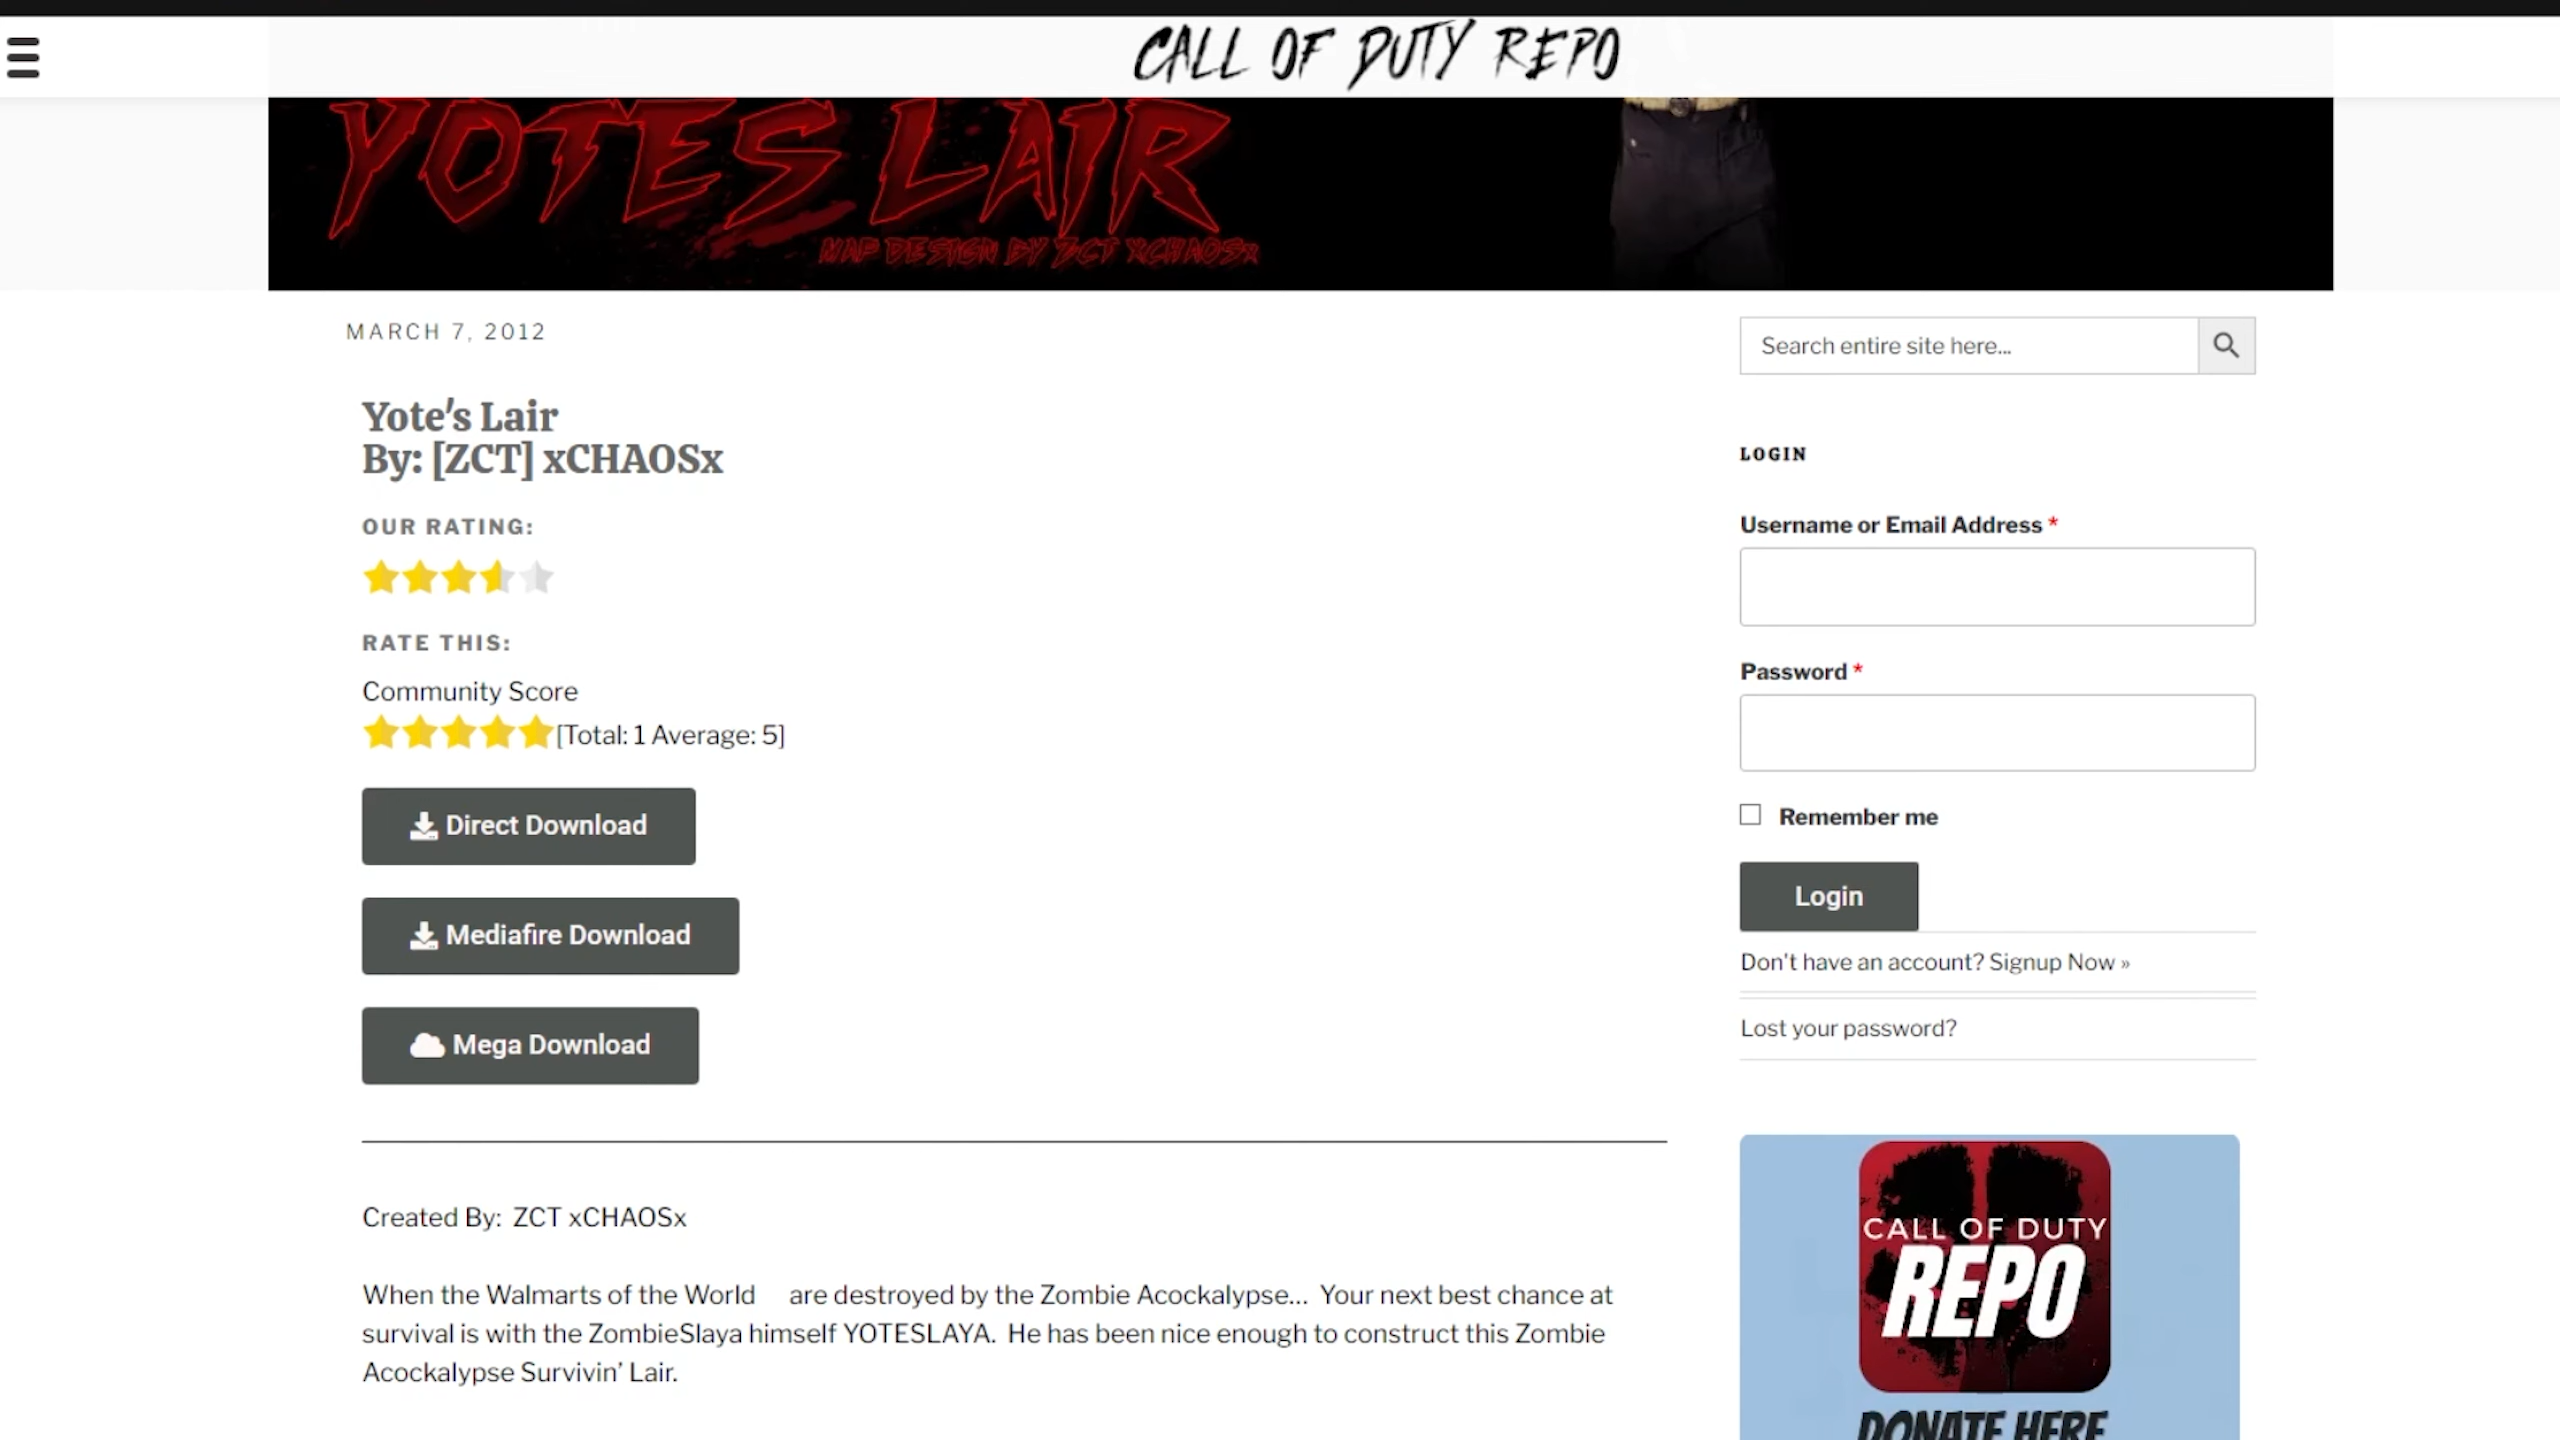 CALL OF DUTY REPO
YOTES LAIR
MAP DESIGN BY ZCT XCHAOSx
MARCH 7, 2012
Yote's Lair
By: [ZCT] xCHAOSx
OUR RATING:
RATE THIS:
Community Score
[Total: 1 Average: 5]
Direct Download
Mediafire Download
Mega Download
Created By:  ZCT xCHAOSx
When the Walmarts of the World     are destroyed by the Zombie Acockalypse…  Your next best chance at
survival is with the ZombieSlaya himself YOTESLAYA.  He has been nice enough to construct this Zombie
Acockalypse Survivin’ Lair.
Search entire site here...
LOGIN
Username or Email Address *
Password *
Remember me
Login
Don't have an account? Signup Now »
Lost your password?
CALL OF DUTY
REPO
DONATE HERE